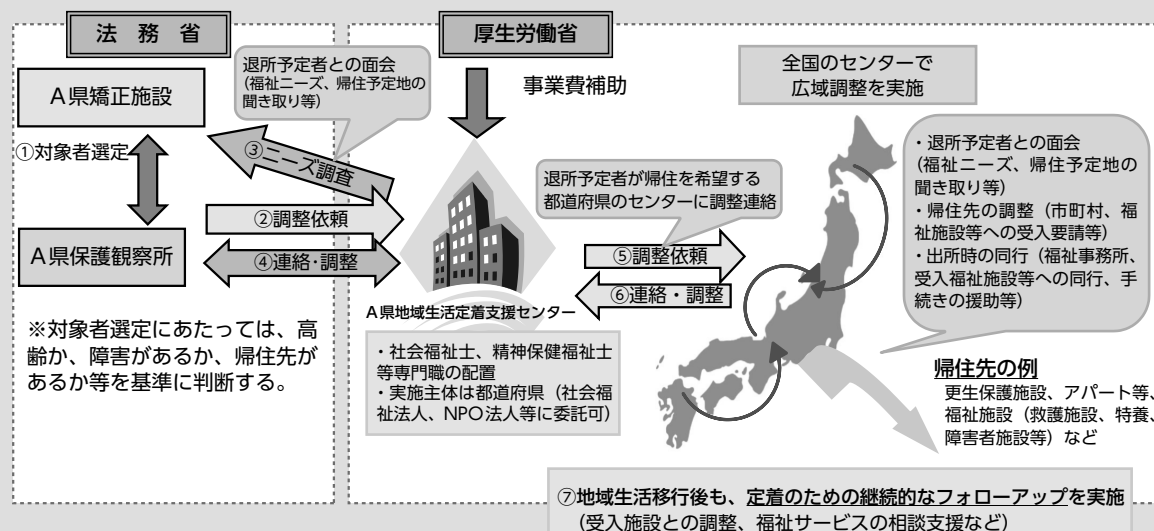 法務省
A県矯正施設
①対象者選定
A県保護観察所
※対象者選定にあたっては、高
齢か、障害があるか、帰住先が
あるか等を基準に判断する。
退所予定者との面会
(福祉ニーズ、帰住予定地の
聞き取り等)
③ニーズ調査
②調整依頼
④連絡・調整
厚生労働省
事業費補助
A県地域生活定着支援センター
・社会福祉士、精神保健福祉士
等専門職の配置
・実施主体は都道府県（社会福
祉法人、NPO法人等に委託可）
退所予定者が帰住を希望する
都道府県のセンターに調整連絡
⑤調整依頼
⑥連絡・調整
全国のセンターで
広域調整を実施
・退所予定者との面会
(福祉ニーズ、帰住予定地の
聞き取り等)
・帰住先の調整（市町村、福
祉施設等への受入要請等）
・出所時の同行（福祉事務所、
受入福祉施設等への同行、手
続きの援助等）
帰住先の例
更生保護施設、アパート等、
福祉施設（救護施設、特養、
障害者施設等）など
⑦地域生活移行後も、定着のための継続的なフォローアップを実施
（受入施設との調整、福祉サービスの相談支援など）